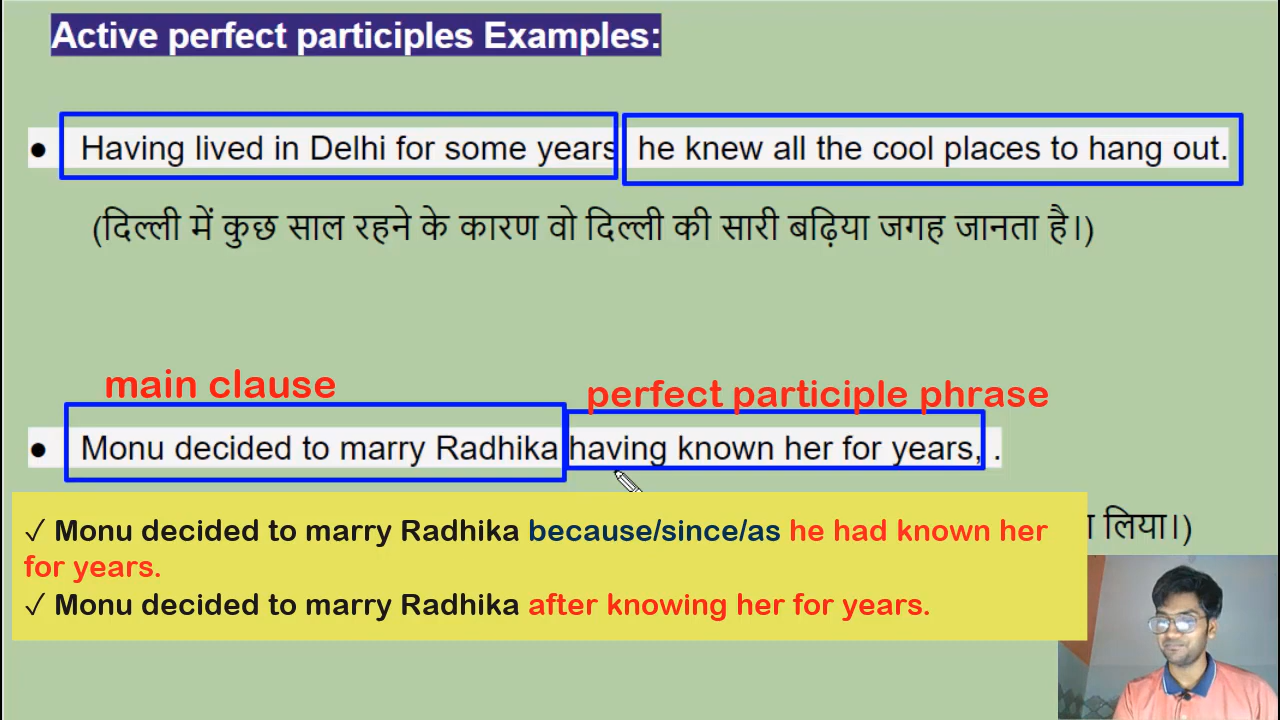 Active perfect participles Examples:
● Having lived in Delhi for some years he knew all the cool places to hang out.
(दिल्ली में कुछ साल रहने के कारण वो दिल्ली की सारी बढ़िया जगह जानता है।)
main clause
perfect participle phrase
● Monu decided to marry Radhika having known her for years, .
✓ Monu decided to marry Radhika because/since/as he had known her
for years.
✓ Monu decided to marry Radhika after knowing her for years.
लिया।)